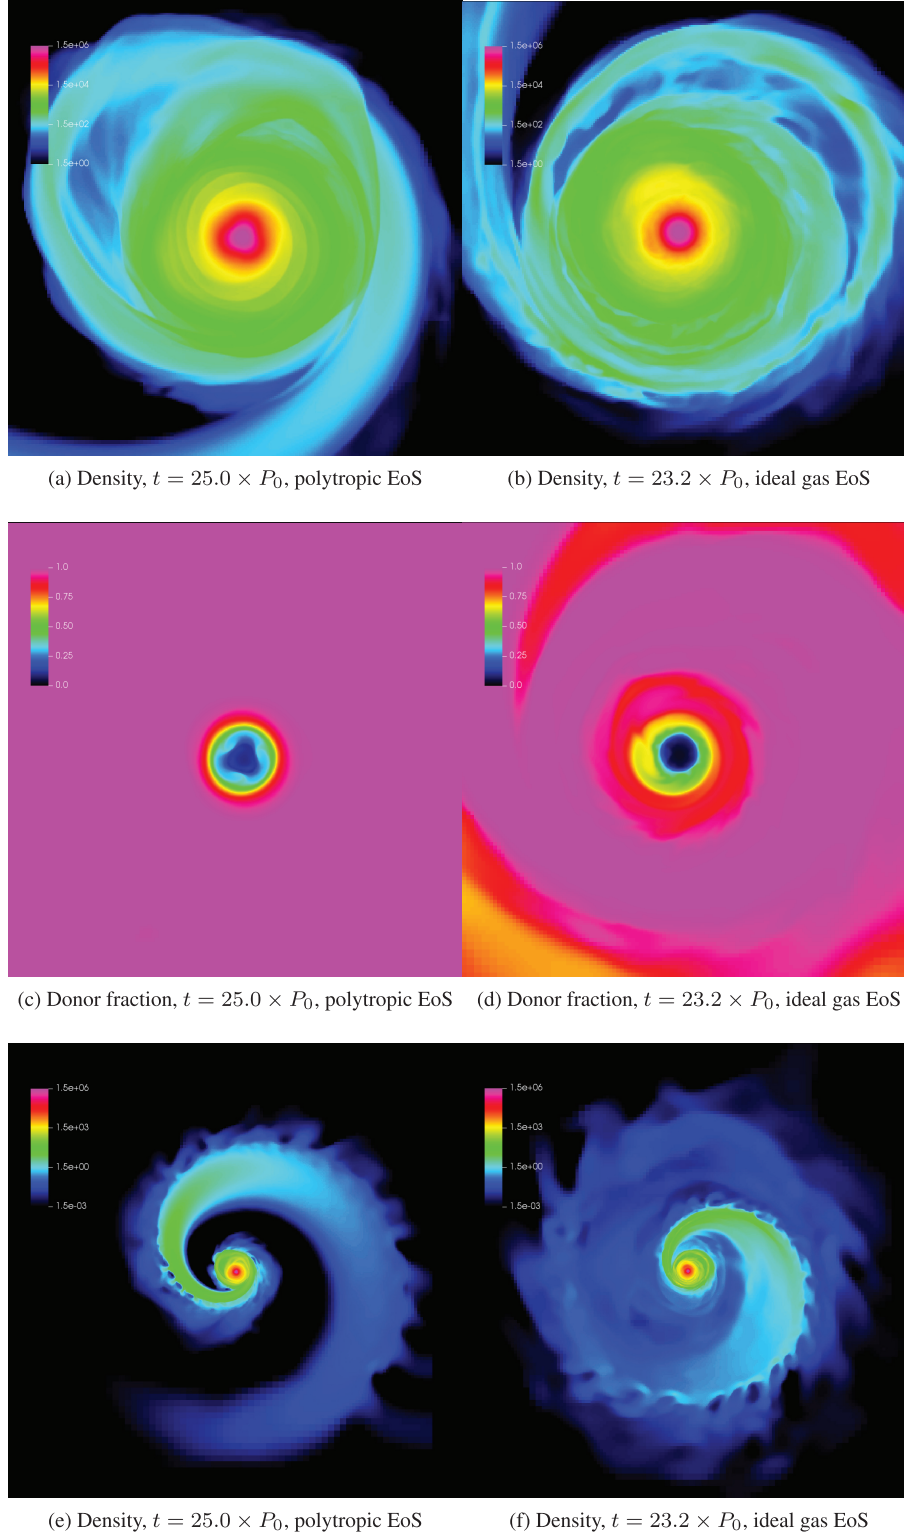 1.5e+06
1.5e+04
1.5e+02
1.5e+00
1.5e+06
1.5e+04
1.5e+02
1.5e+00
(a) Density, t = 25.0 × P₀, polytropic EoS
(b) Density, t = 23.2 × P₀, ideal gas EoS
1.0
0.75
0.50
0.25
0.0
1.0
0.75
0.50
0.25
0.0
(c) Donor fraction, t = 25.0 × P₀, polytropic EoS
(d) Donor fraction, t = 23.2 × P₀, ideal gas EoS
1.5e+06
1.5e+03
1.5e+00
1.5e-03
1.5e+06
1.5e+03
1.5e+00
1.5e-03
(e) Density, t = 25.0 × P₀, polytropic EoS
(f) Density, t = 23.2 × P₀, ideal gas EoS